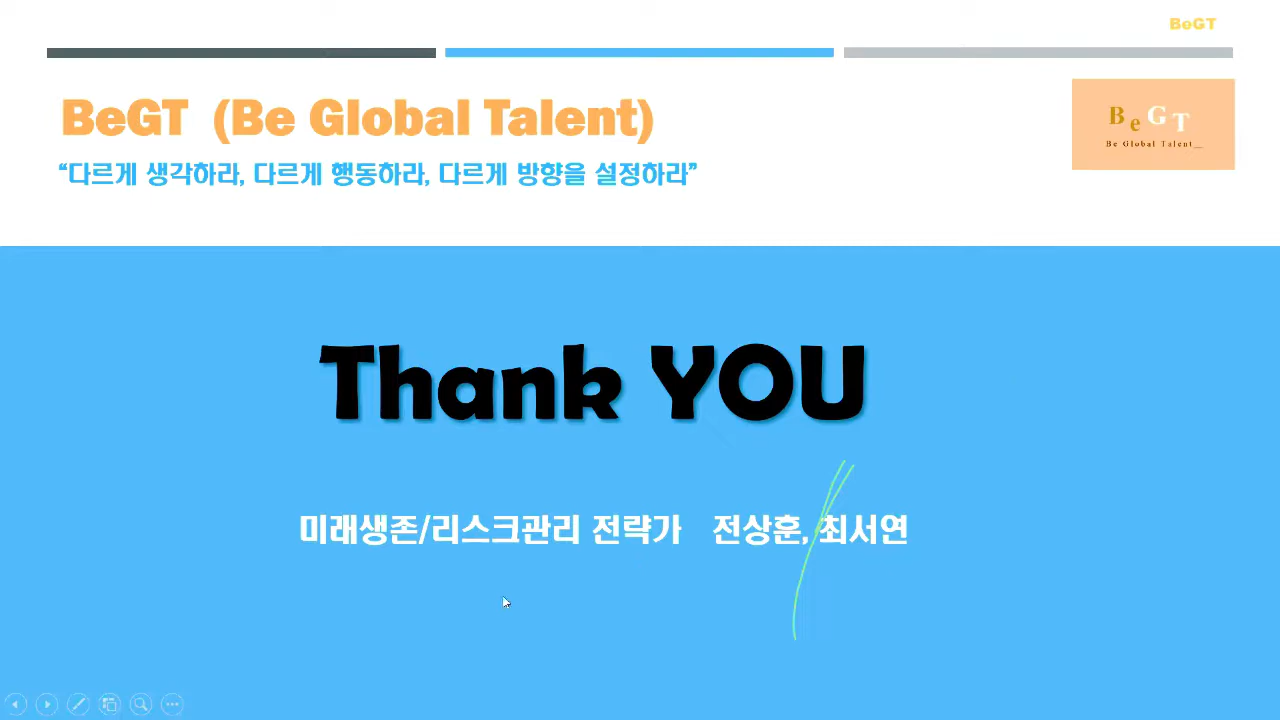 BeGT
BeGT (Be Global Talent)
“다르게 생각하라, 다르게 행동하라, 다르게 방향을 설정하라”
BeGT
Be Global Talent_
Thank YOU
미래생존/리스크관리 전략가 전상훈, 최서연